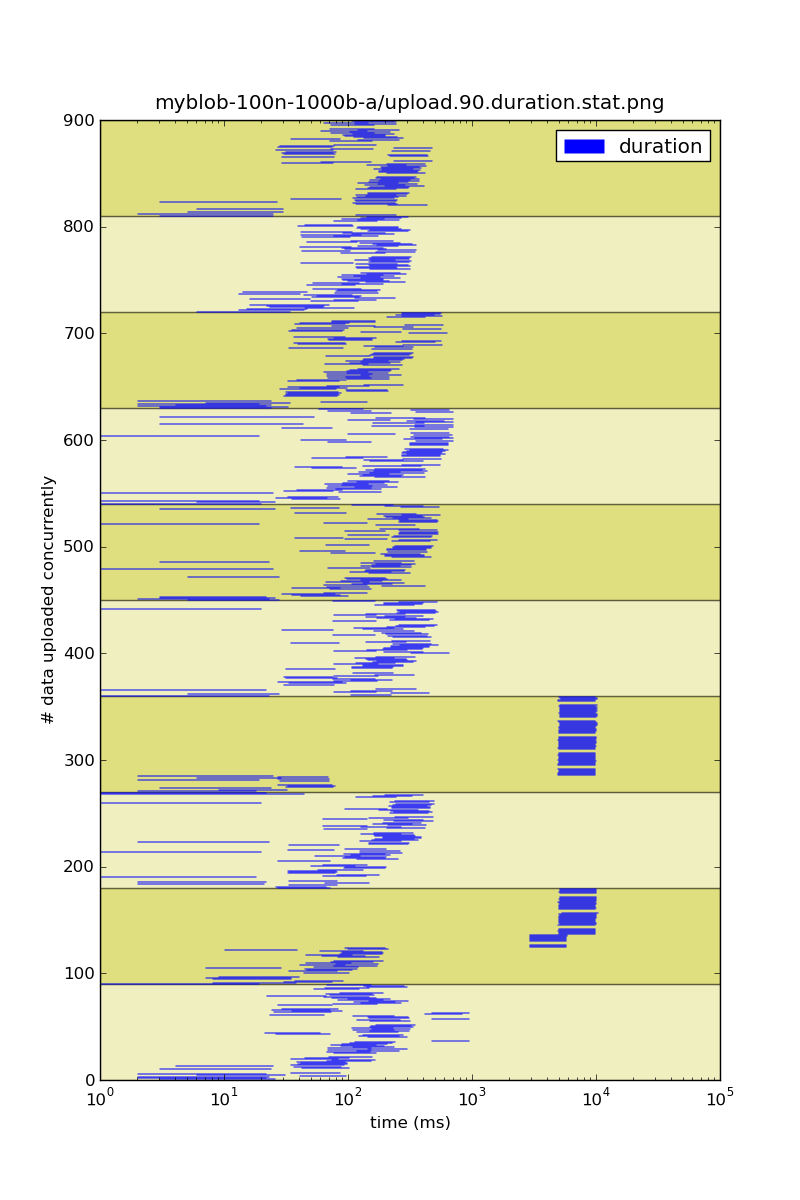 myblob-100n-1000b-a/upload.90.duration.stat.png
duration
900
800
700
600
500
400
300
200
100
0
# data uploaded concurrently
10^0 10^1 10^2 10^3 10^4 10^5
time (ms)